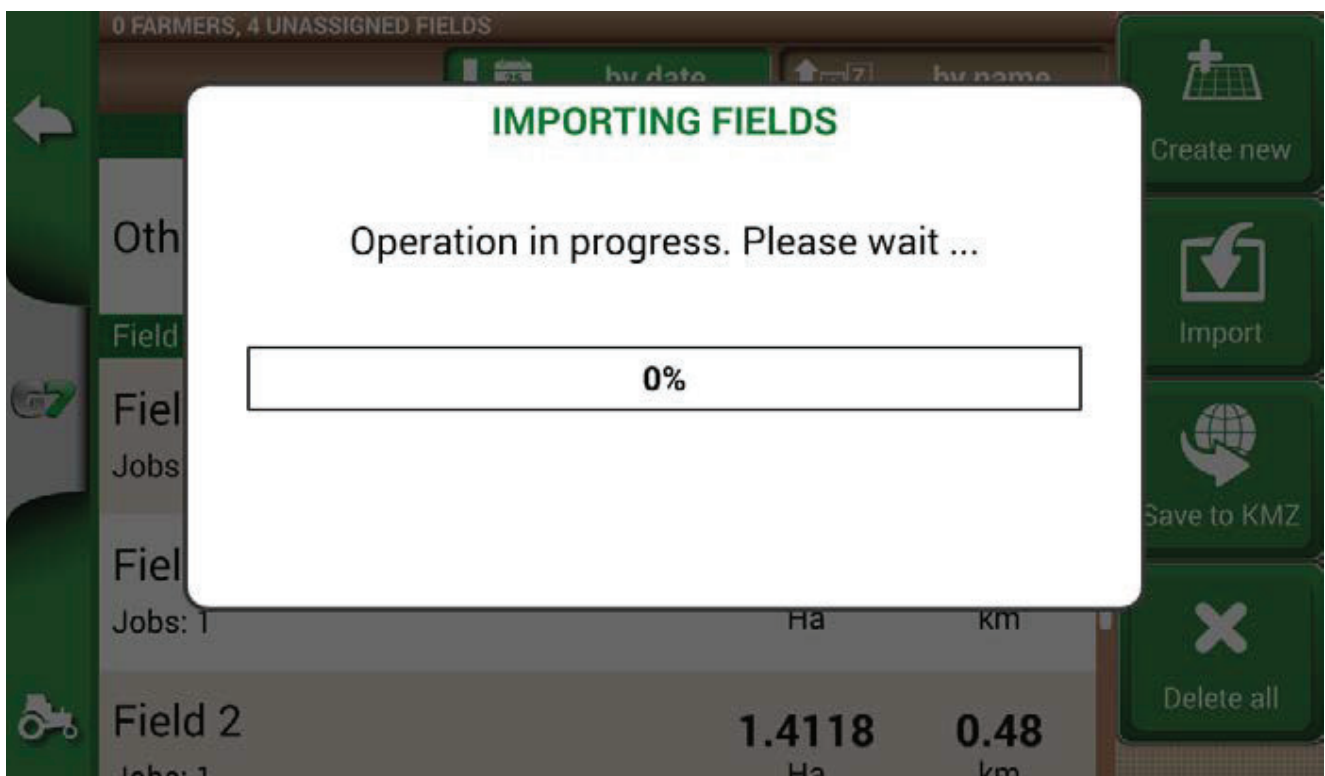 0 FARMERS, 4 UNASSIGNED FIELDS
by date
by name
IMPORTING FIELDS
Operation in progress. Please wait ...
0%
Create new
Import
Save to KMZ
Delete all
Oth
Field
Fiel
Jobs
Fiel
Jobs: 1
Ha km
Field 2
1.4118 0.48
Jobs: 1
Ha km